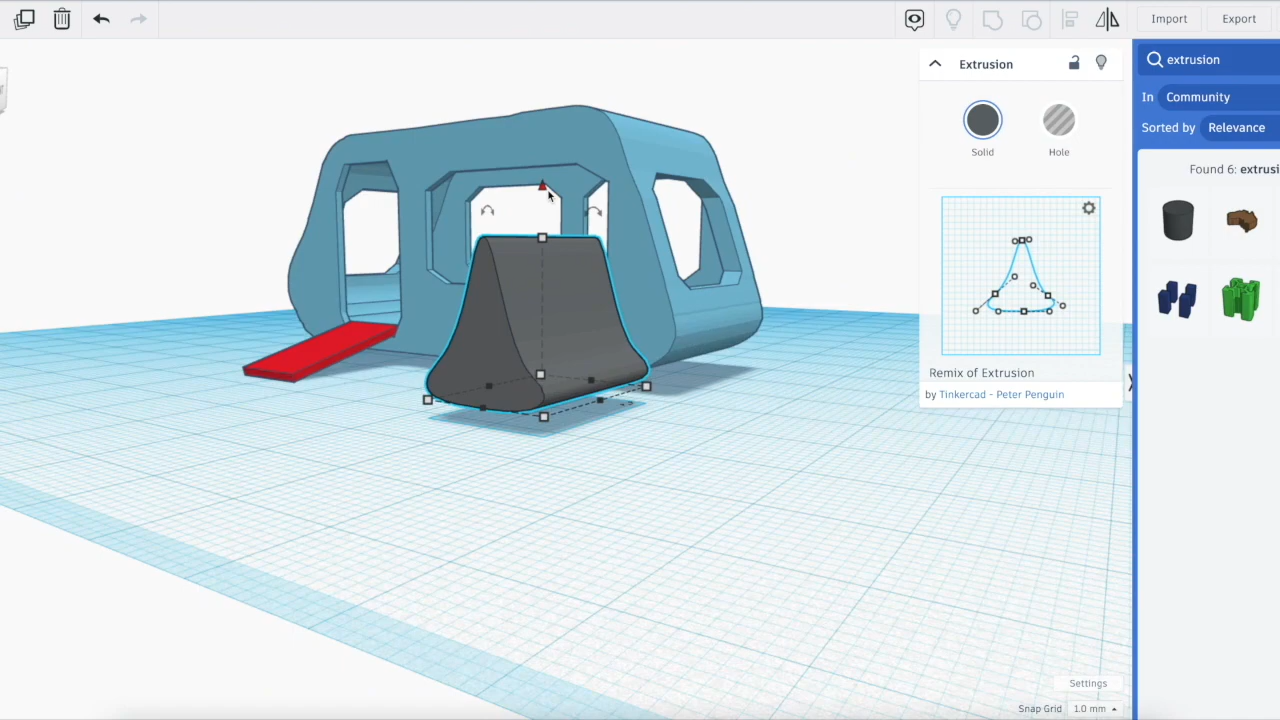 Import
Export
Extrusion
extrusion
In Community
Sorted by Relevance
Solid
Hole
Found 6: extrusi
Remix of Extrusion
by Tinkercad - Peter Penguin
Settings
Snap Grid 1.0 mm